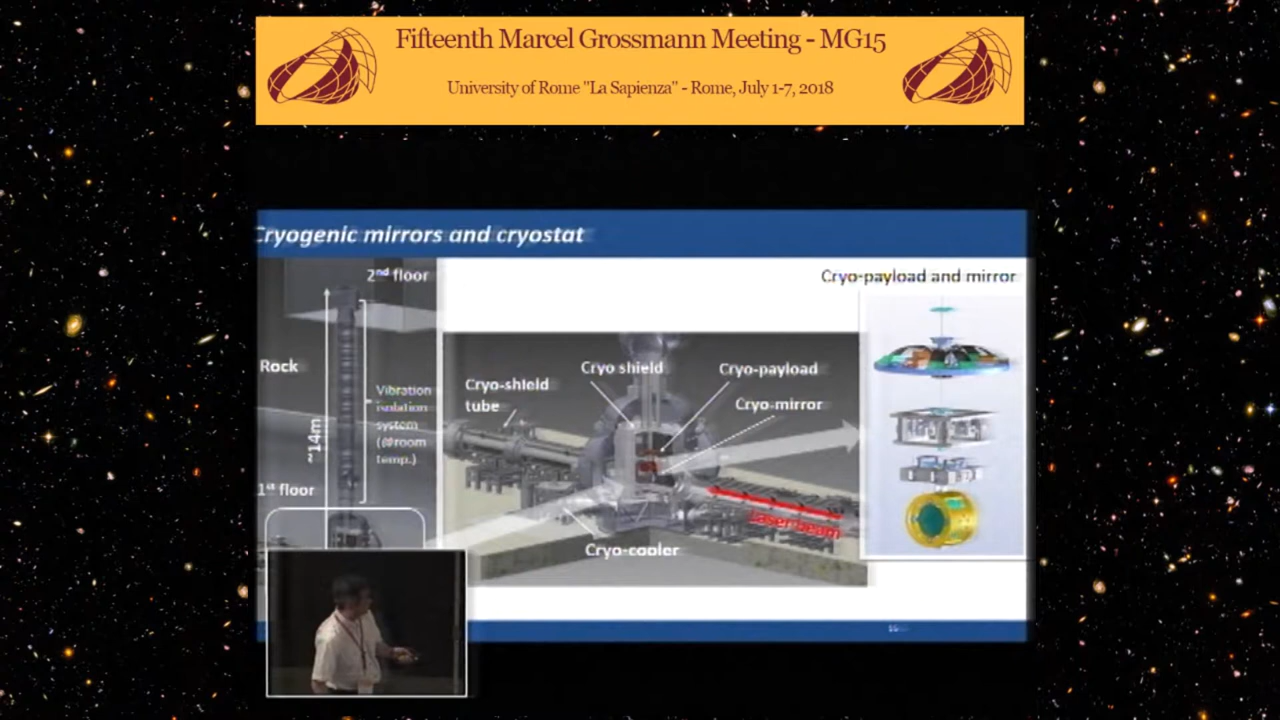 Fifteenth Marcel Grossmann Meeting - MG15
University of Rome "La Sapienza" - Rome, July 1-7, 2018
Cryogenic mirrors and cryostat
2nd floor
Rock
Vibration
isolation
system
(@room
temp.)
~14m
1st floor
Cryo-shield
tube
Cryo shield
Cryo-payload
Cryo-mirror
Laser beam
Cryo-cooler
Cryo-payload and mirror